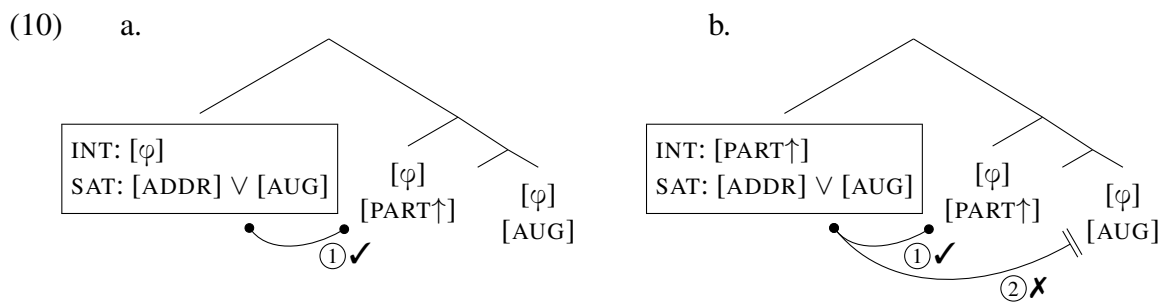 (10) a. b.
INT: [φ]
SAT: [ADDR] ∨ [AUG]
[φ]
[PART↑]
[φ]
[AUG]
①✓
INT: [PART↑]
SAT: [ADDR] ∨ [AUG]
[φ]
[PART↑]
[φ]
[AUG]
①✓
②✗